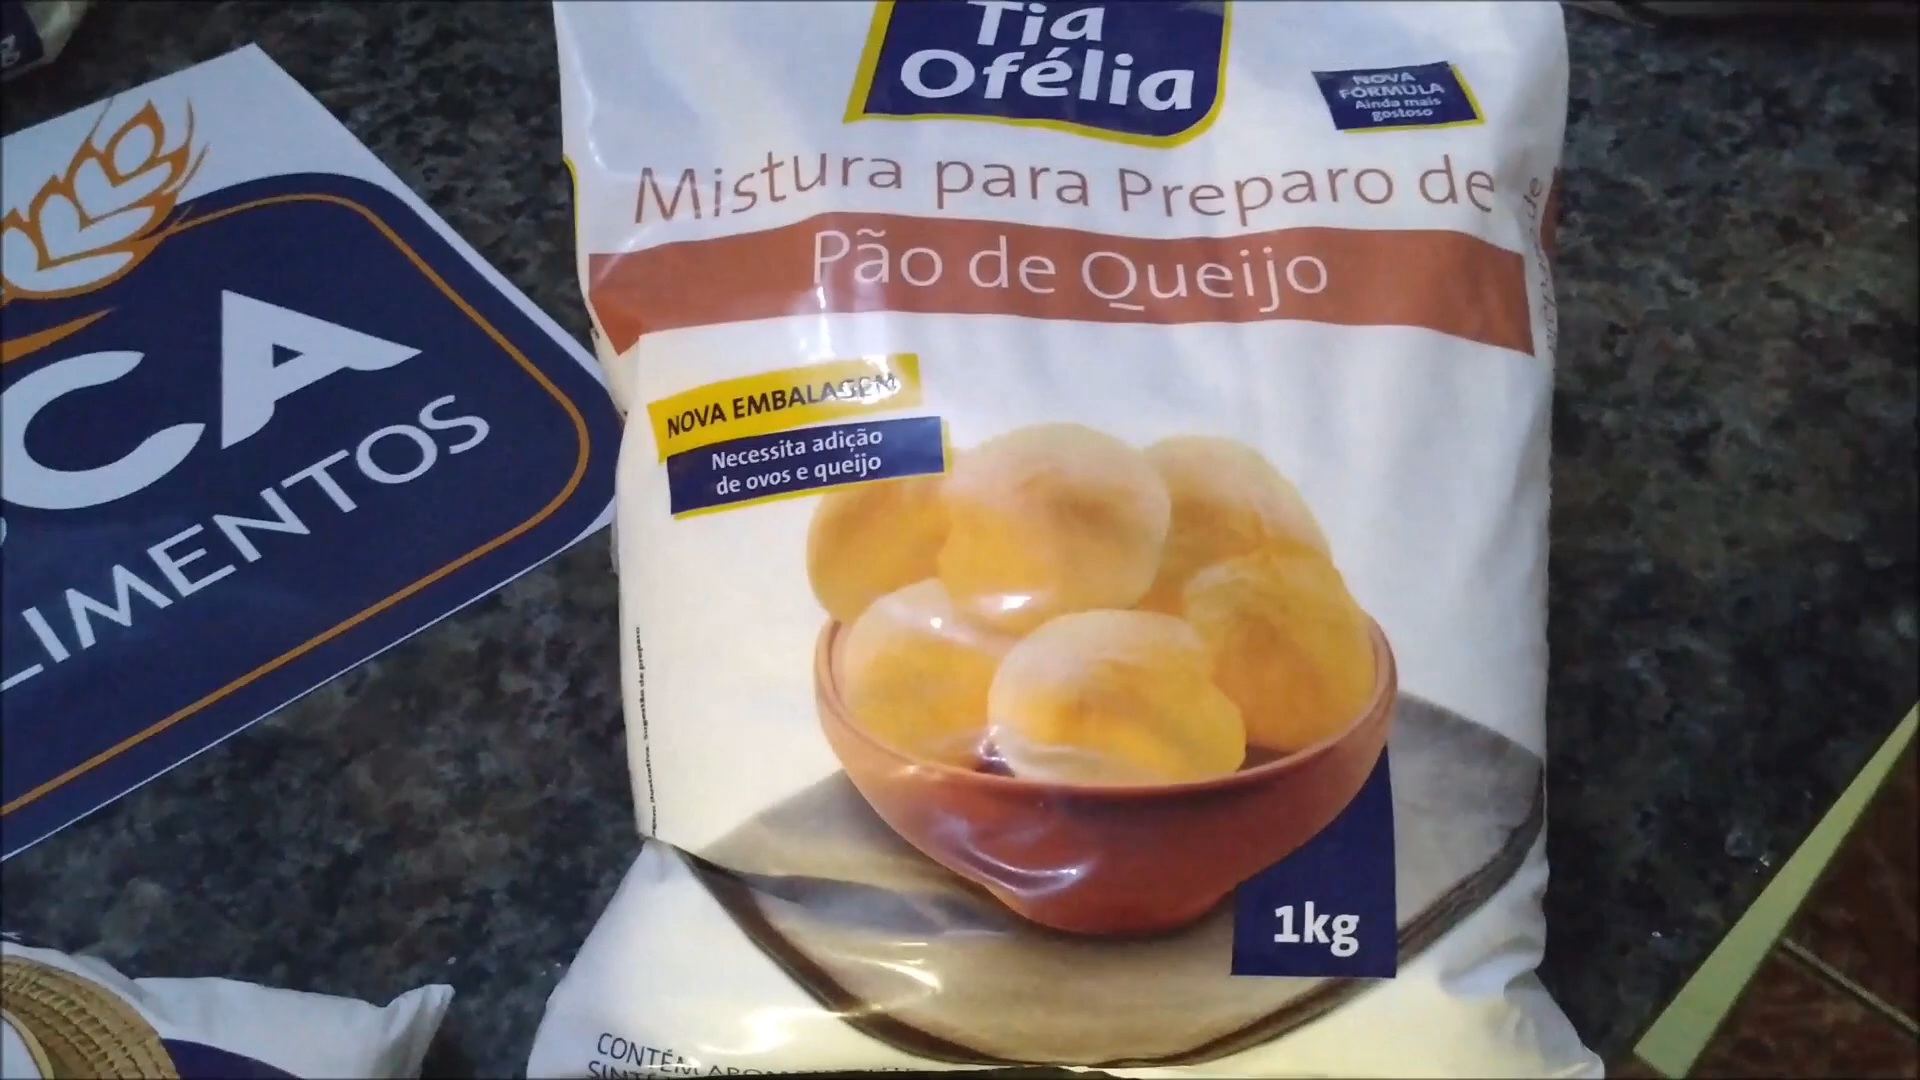 Tia
Ofélia
NOVA
FÓRMULA
Ainda mais
gostoso
Mistura para Preparo de
Pão de Queijo
NOVA EMBALAGEM
Necessita adição
de ovos e queijo
1kg
CONTÉM
CA
LIMENTOS